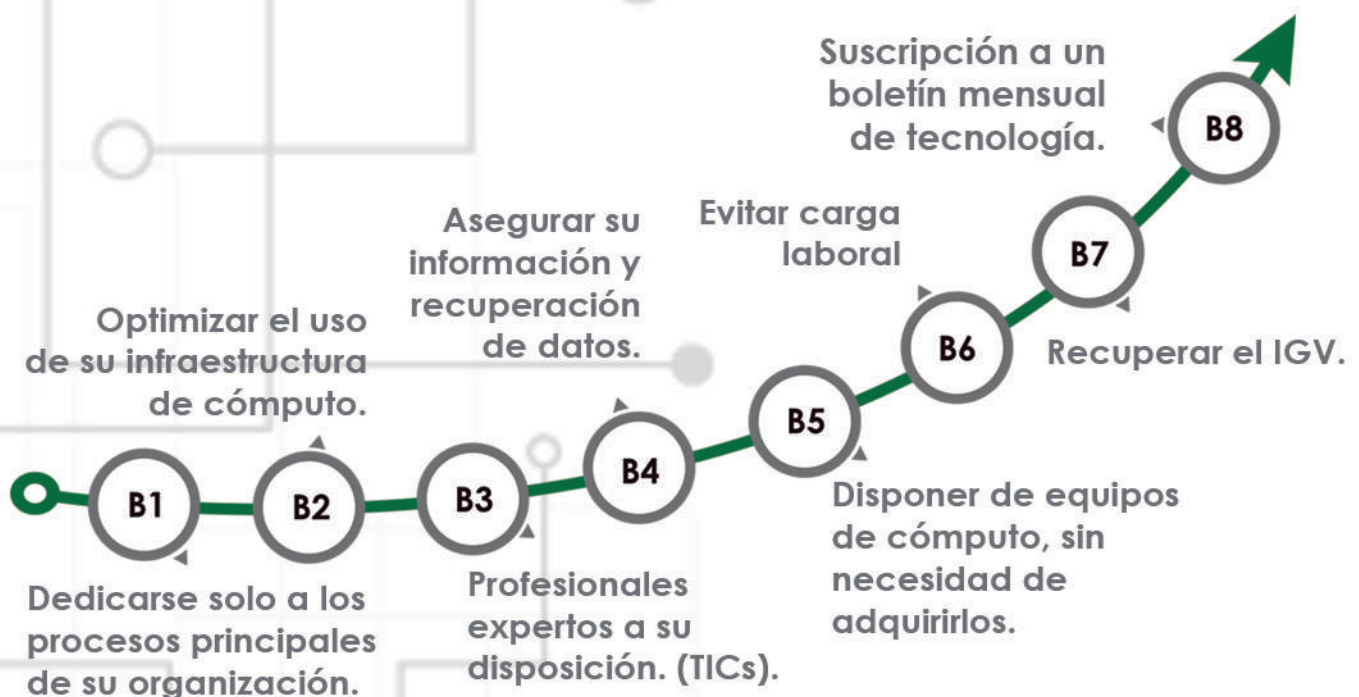 B1
Dedicarse solo a los
procesos principales
de su organización.
B2
Optimizar el uso
de su infraestructura
de cómputo.
B3
Profesionales
expertos a su
disposición. (TICs).
B4
Asegurar su
información y
recuperación
de datos.
B5
Disponer de equipos
de cómputo, sin
necesidad de
adquirirlos.
B6
Evitar carga
laboral
B7
Recuperar el IGV.
B8
Suscripción a un
boletín mensual
de tecnología.